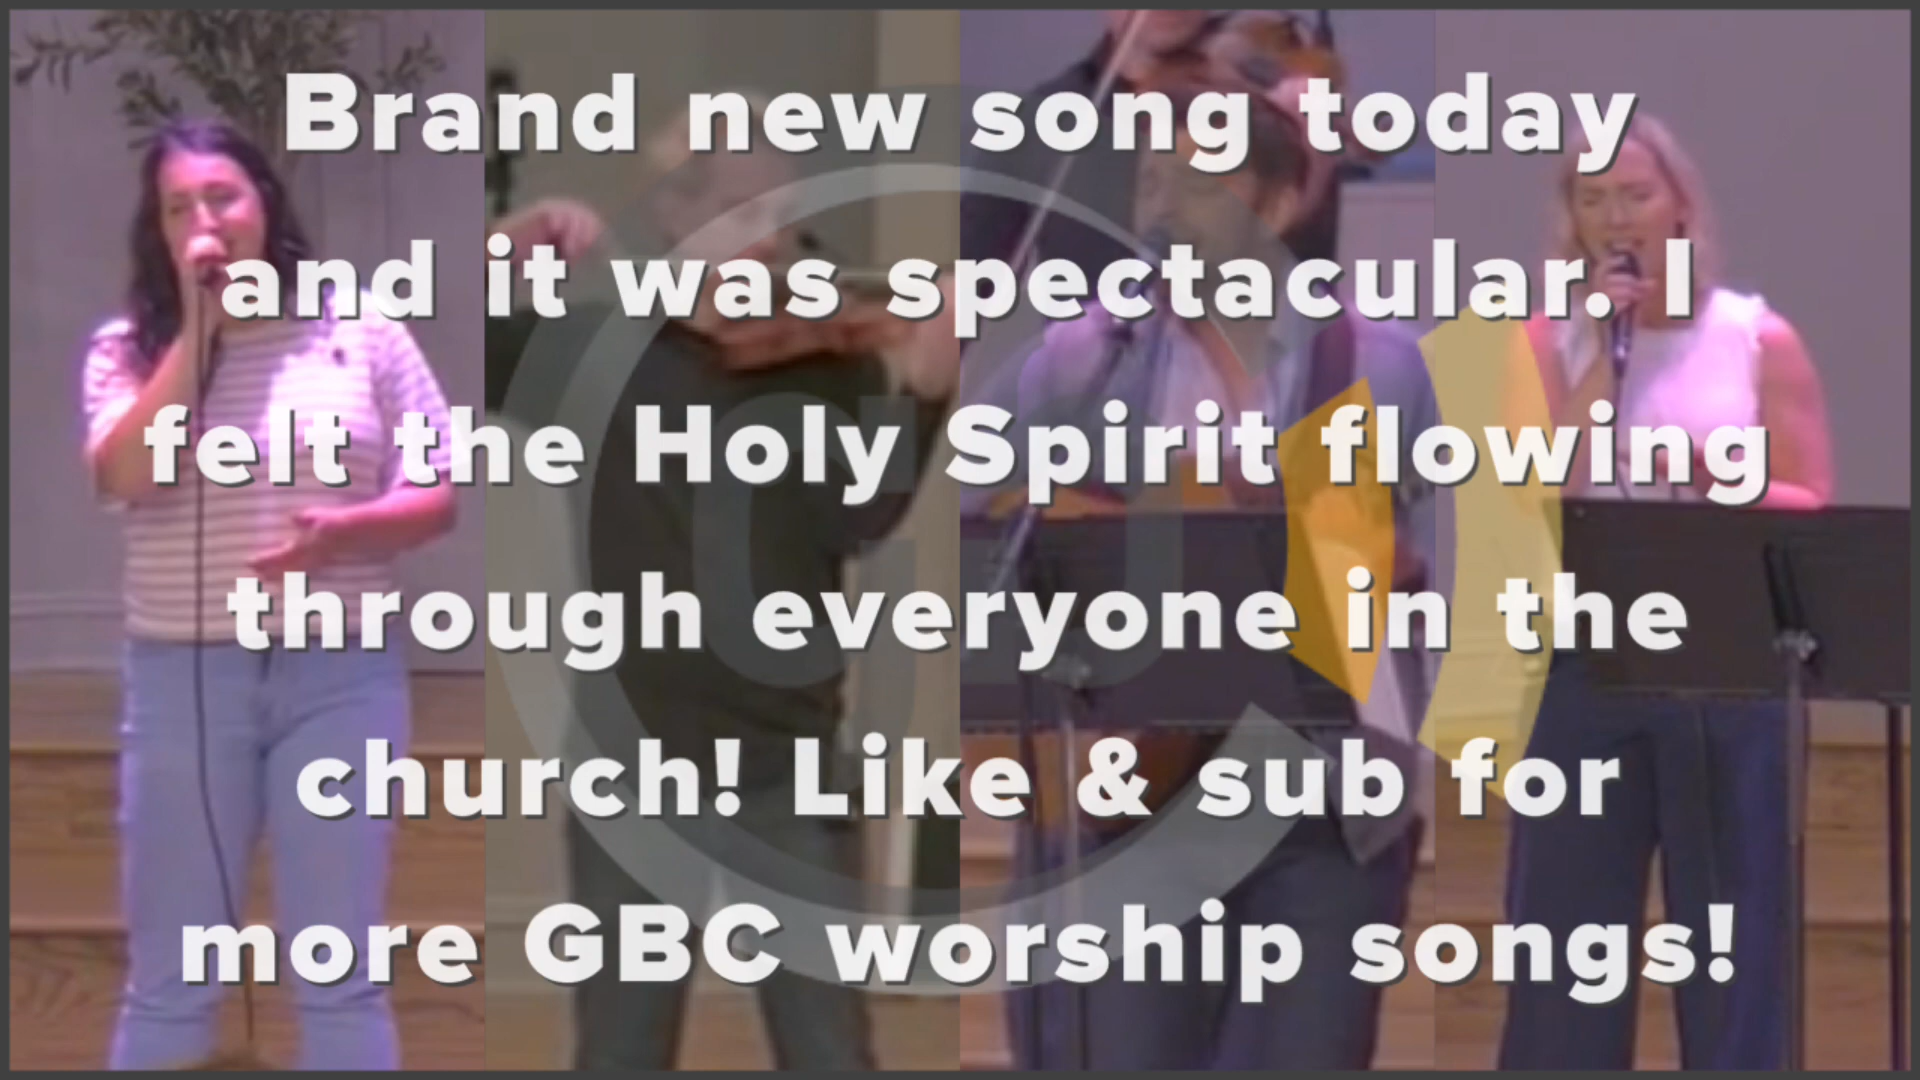 Brand new song today
and it was spectacular. I
felt the Holy Spirit flowing
through everyone in the
church! Like & sub for
more GBC worship songs!